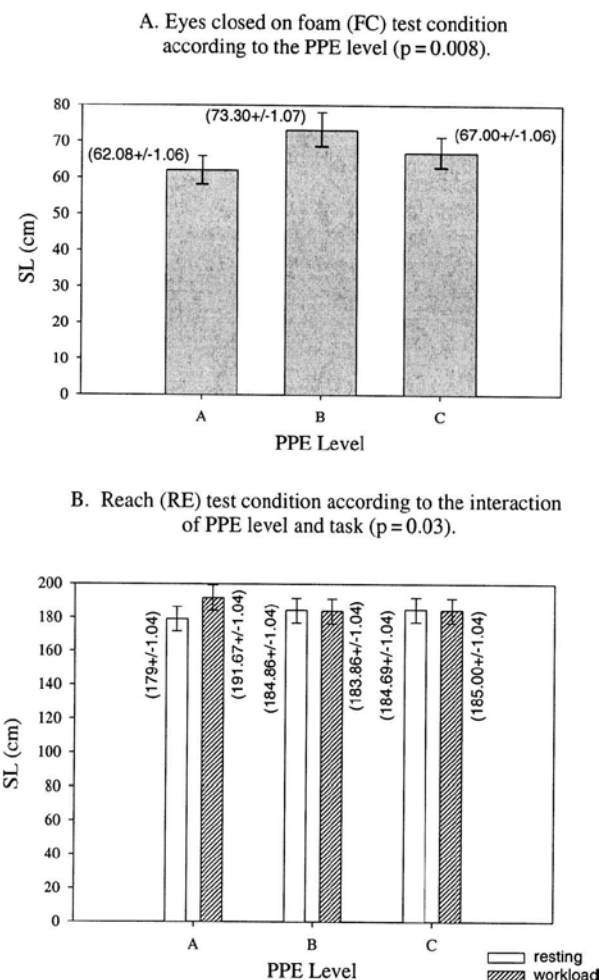 A. Eyes closed on foam (FC) test condition
according to the PPE level (p = 0.008).
80
70
60
50
40
30
20
10
0
SL (cm)
(62.08+/-1.06)
(73.30+/-1.07)
(67.00+/-1.06)
A
B
C
PPE Level
B. Reach (RE) test condition according to the interaction
of PPE level and task (p = 0.03).
200
180
160
140
120
100
80
60
40
20
0
SL (cm)
(179+/-1.04)
(191.67+/-1.04)
(184.86+/-1.04)
(183.86+/-1.04)
(184.69+/-1.04)
(185.00+/-1.04)
A
B
C
PPE Level
resting
workload